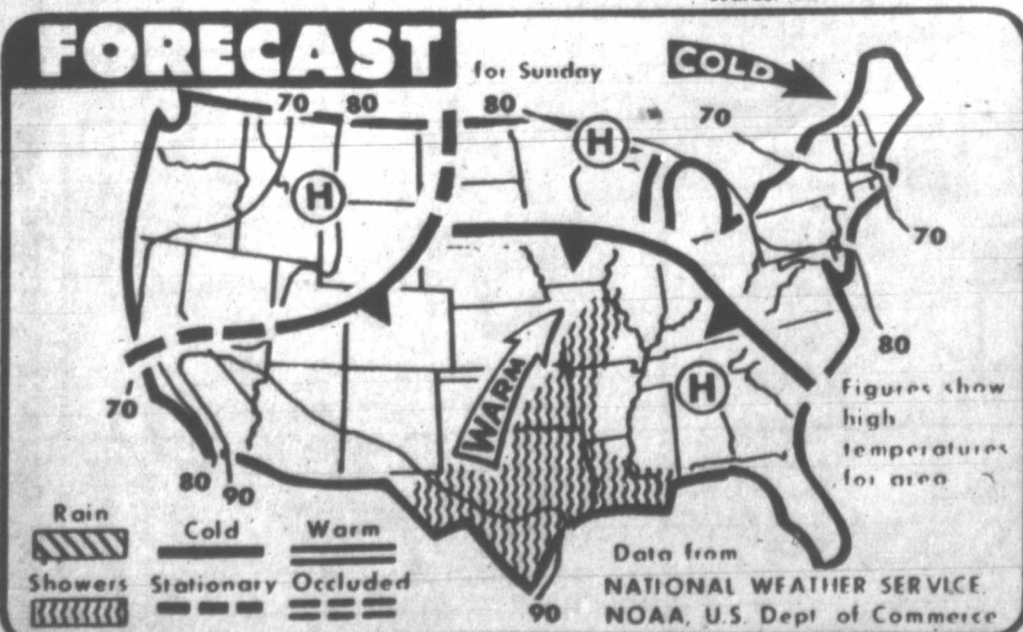 FORECAST
for Sunday
COLD
70 80
80
70
H
H
70
80
WARM
H
70
80 90
90
Figures show
high
temperatures
for area
Rain
Cold
Warm
Showers
Stationary
Occluded
Data from
NATIONAL WEATHER SERVICE,
NOAA, U.S. Dept of Commerce